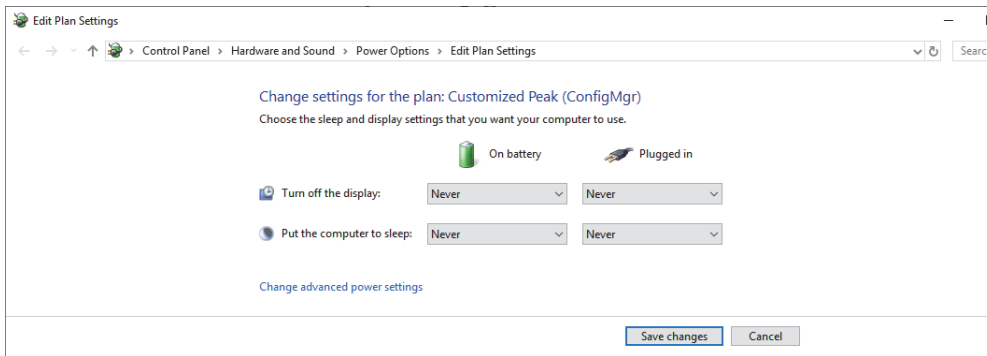 Edit Plan Settings
Control Panel > Hardware and Sound > Power Options > Edit Plan Settings
Searc
Change settings for the plan: Customized Peak (ConfigMgr)
Choose the sleep and display settings that you want your computer to use.
On battery Plugged in
Turn off the display: Never Never
Put the computer to sleep: Never Never
Change advanced power settings
Save changes Cancel